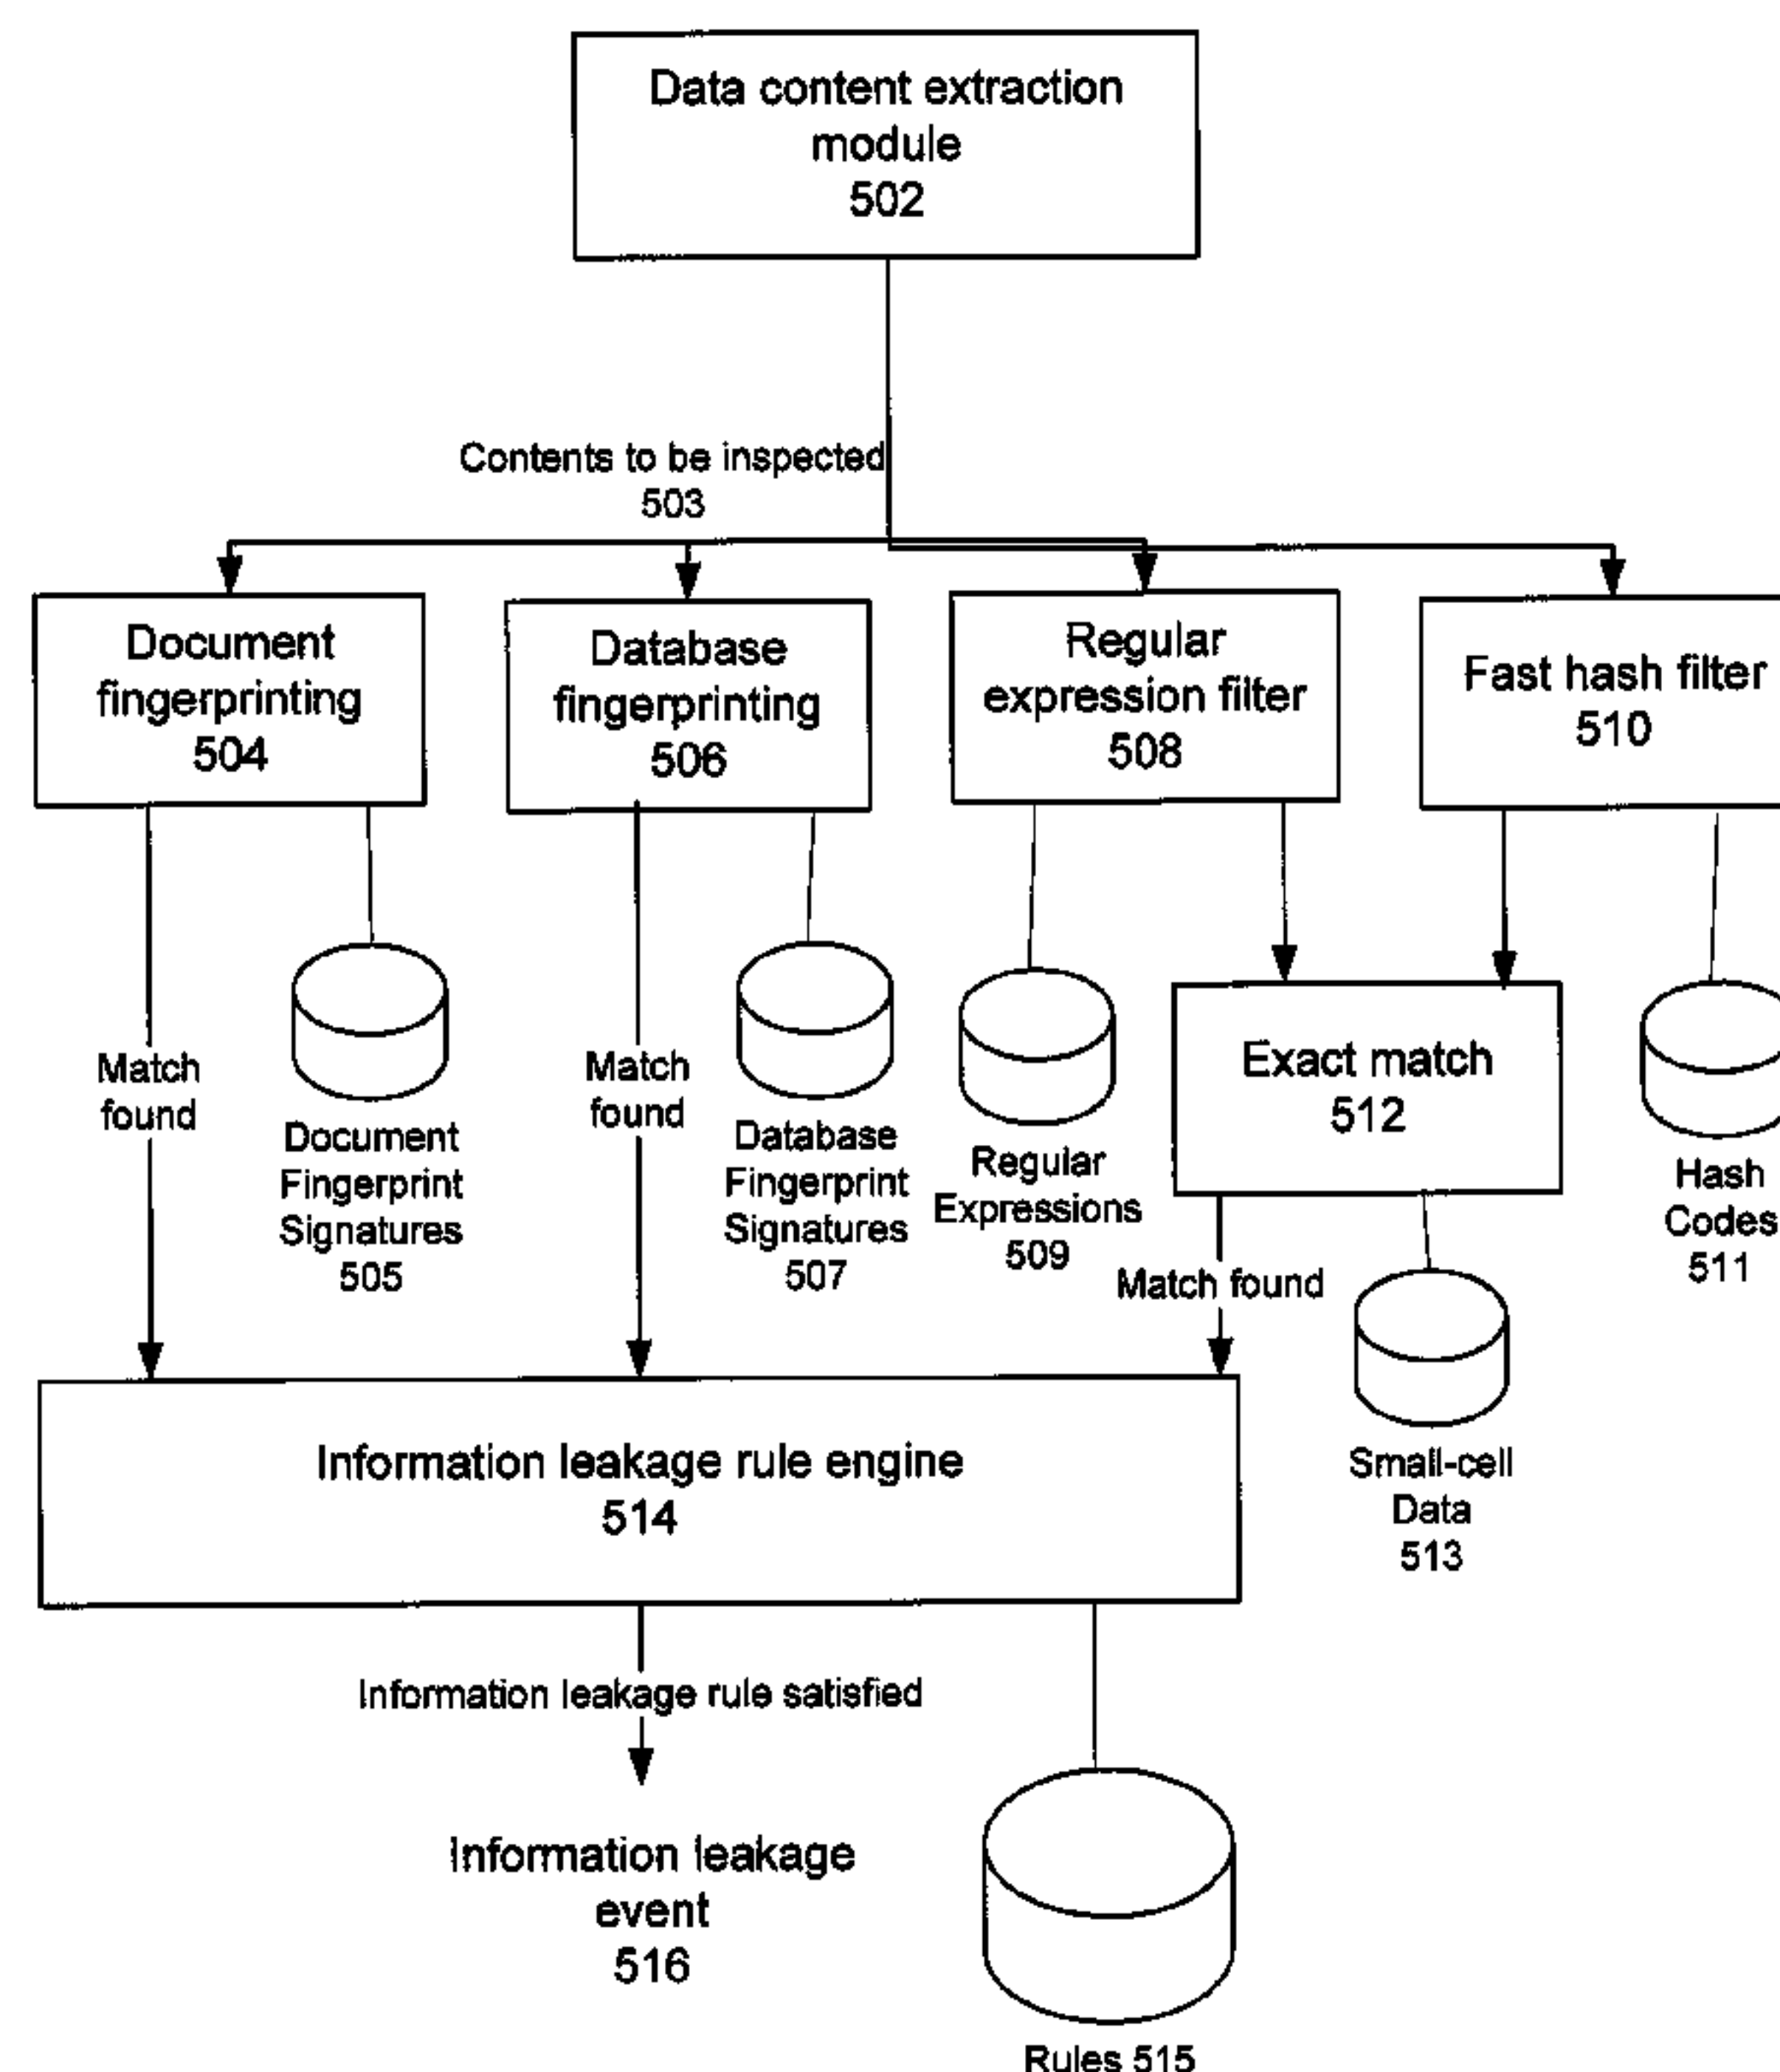 Data content extraction
module
502
Contents to be inspected
503
Document
fingerprinting
504
Database
fingerprinting
506
Regular
expression filter
508
Fast hash filter
510
Match
found
Document
Fingerprint
Signatures
505
Match
found
Database
Fingerprint
Signatures
507
Regular
Expressions
509
Exact match
512
Hash
Codes
511
Match found
Small-cell
Data
513
Information leakage rule engine
514
Information leakage rule satisfied
Information leakage
event
516
Rules 515